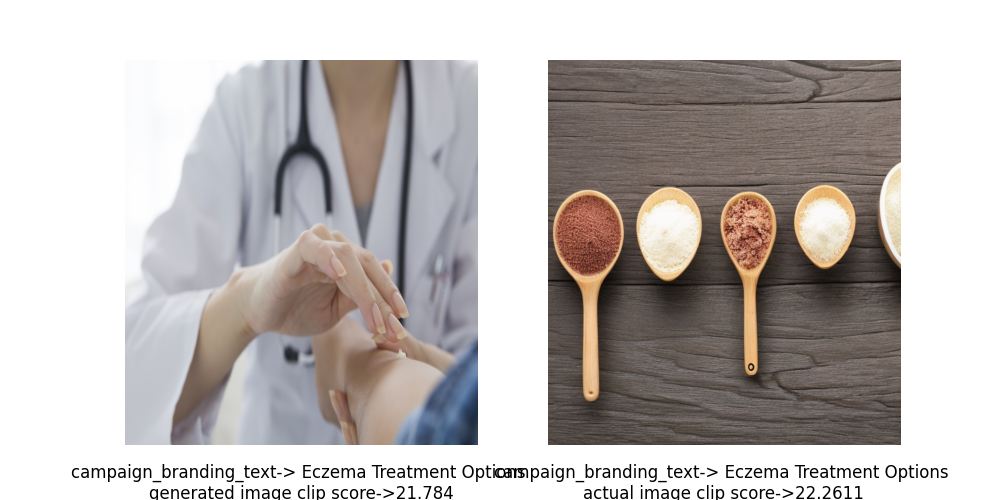 campaign_branding_text-> Eczema Treatment Options
generated image clip score->21.784
campaign_branding_text-> Eczema Treatment Options
actual image clip score->22.2611